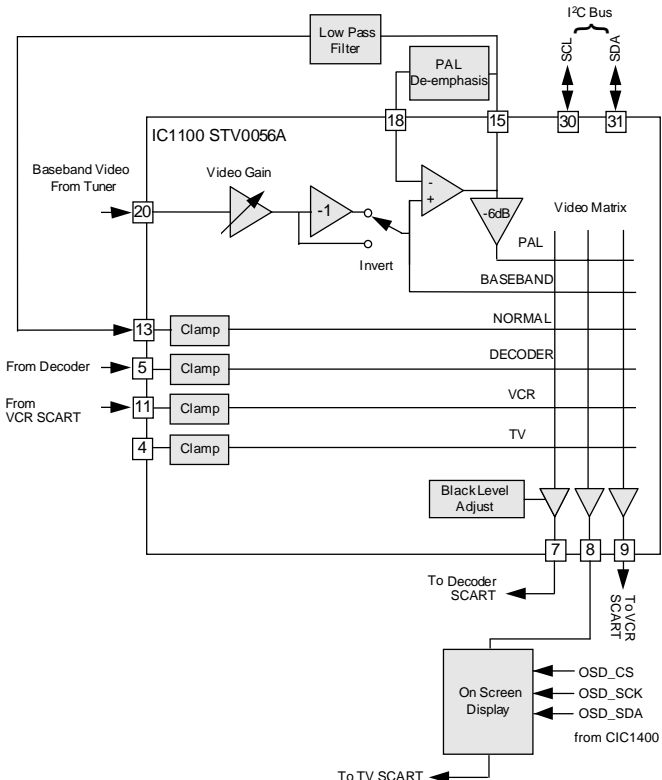 I²C Bus
SCL
SDA
Low Pass
Filter
PAL
De-emphasis
18
15
30
31
IC1100 STV0056A
Baseband Video
From Tuner
Video Gain
20
-1
-
+
-6dB
Video Matrix
Invert
PAL
BASEBAND
NORMAL
13
Clamp
DECODER
From Decoder
5
Clamp
VCR
From
VCR SCART
11
Clamp
TV
4
Clamp
Black Level
Adjust
7
8
9
To Decoder
SCART
To VCR
SCART
On Screen
Display
OSD_CS
OSD_SCK
OSD_SDA
from CIC1400
To TV SCART